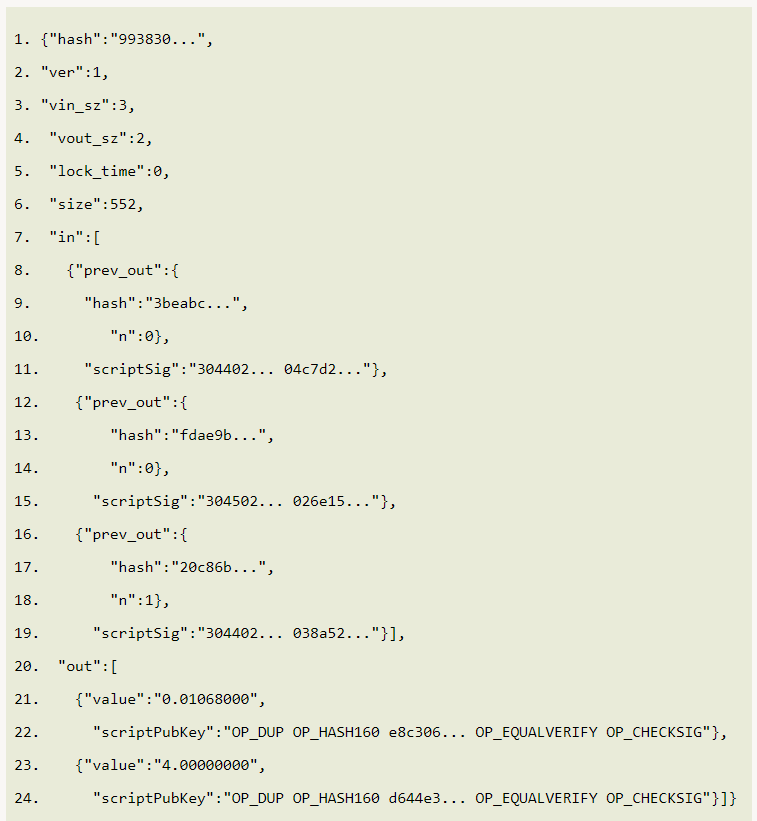 1. {"hash":"993830...",
2. "ver":1,
3. "vin_sz":3,
4. "vout_sz":2,
5. "lock_time":0,
6. "size":552,
7. "in":[
8. {"prev_out":{
9. "hash":"3beabc...",
10. "n":0},
11. "scriptSig":"304402... 04c7d2..."},
12. {"prev_out":{
13. "hash":"fdae9b...",
14. "n":0},
15. "scriptSig":"304502... 026e15..."},
16. {"prev_out":{
17. "hash":"20c86b...",
18. "n":1},
19. "scriptSig":"304402... 038a52..."}],
20. "out":[
21. {"value":"0.01068000",
22. "scriptPubKey":"OP_DUP OP_HASH160 e8c306... OP_EQUALVERIFY OP_CHECKSIG"},
23. {"value":"4.00000000",
24. "scriptPubKey":"OP_DUP OP_HASH160 d644e3... OP_EQUALVERIFY OP_CHECKSIG"}]}